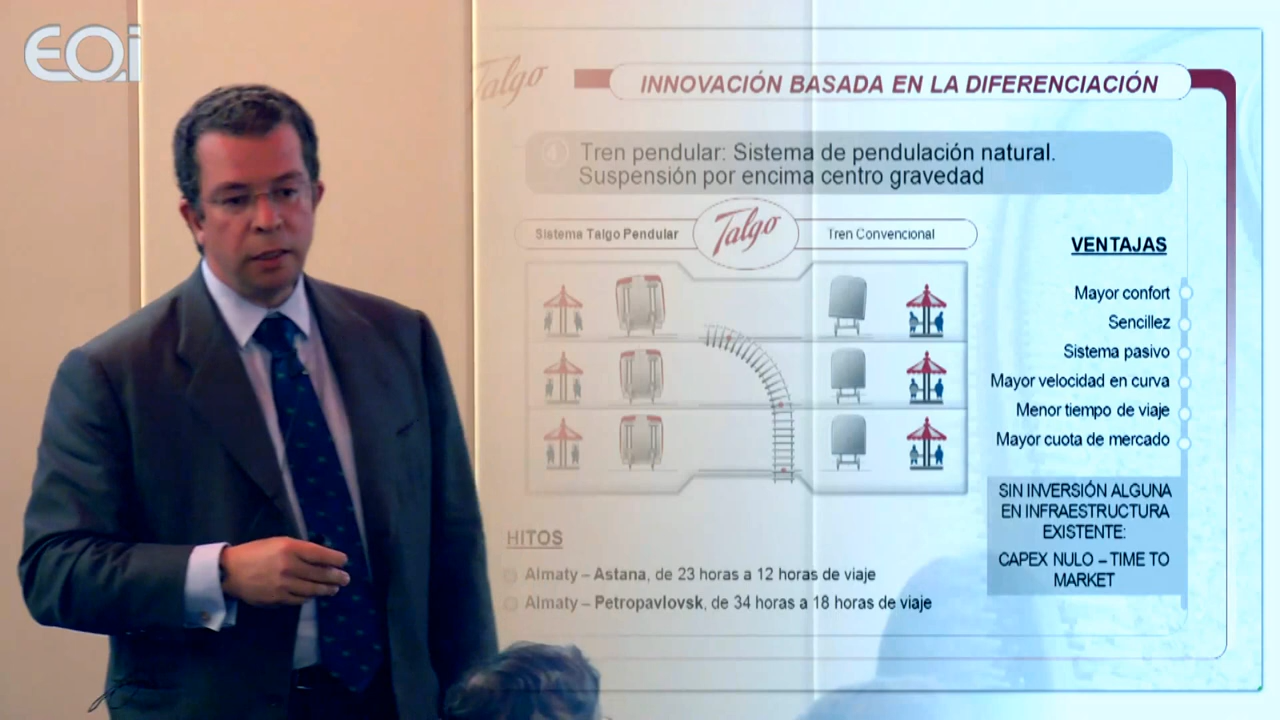 EOi
Talgo
INNOVACIÓN BASADA EN LA DIFERENCIACIÓN
Tren pendular: Sistema de pendulación natural.
Suspensión por encima centro gravedad
Sistema Talgo Pendular
Talgo
Tren Convencional
VENTAJAS
Mayor confort
Sencillez
Sistema pasivo
Mayor velocidad en curva
Menor tiempo de viaje
Mayor cuota de mercado
SIN INVERSIÓN ALGUNA
EN INFRAESTRUCTURA
EXISTENTE:
CAPEX NULO – TIME TO
MARKET
HITOS
Almaty – Astana, de 23 horas a 12 horas de viaje
Almaty – Petropavlovsk, de 34 horas a 18 horas de viaje